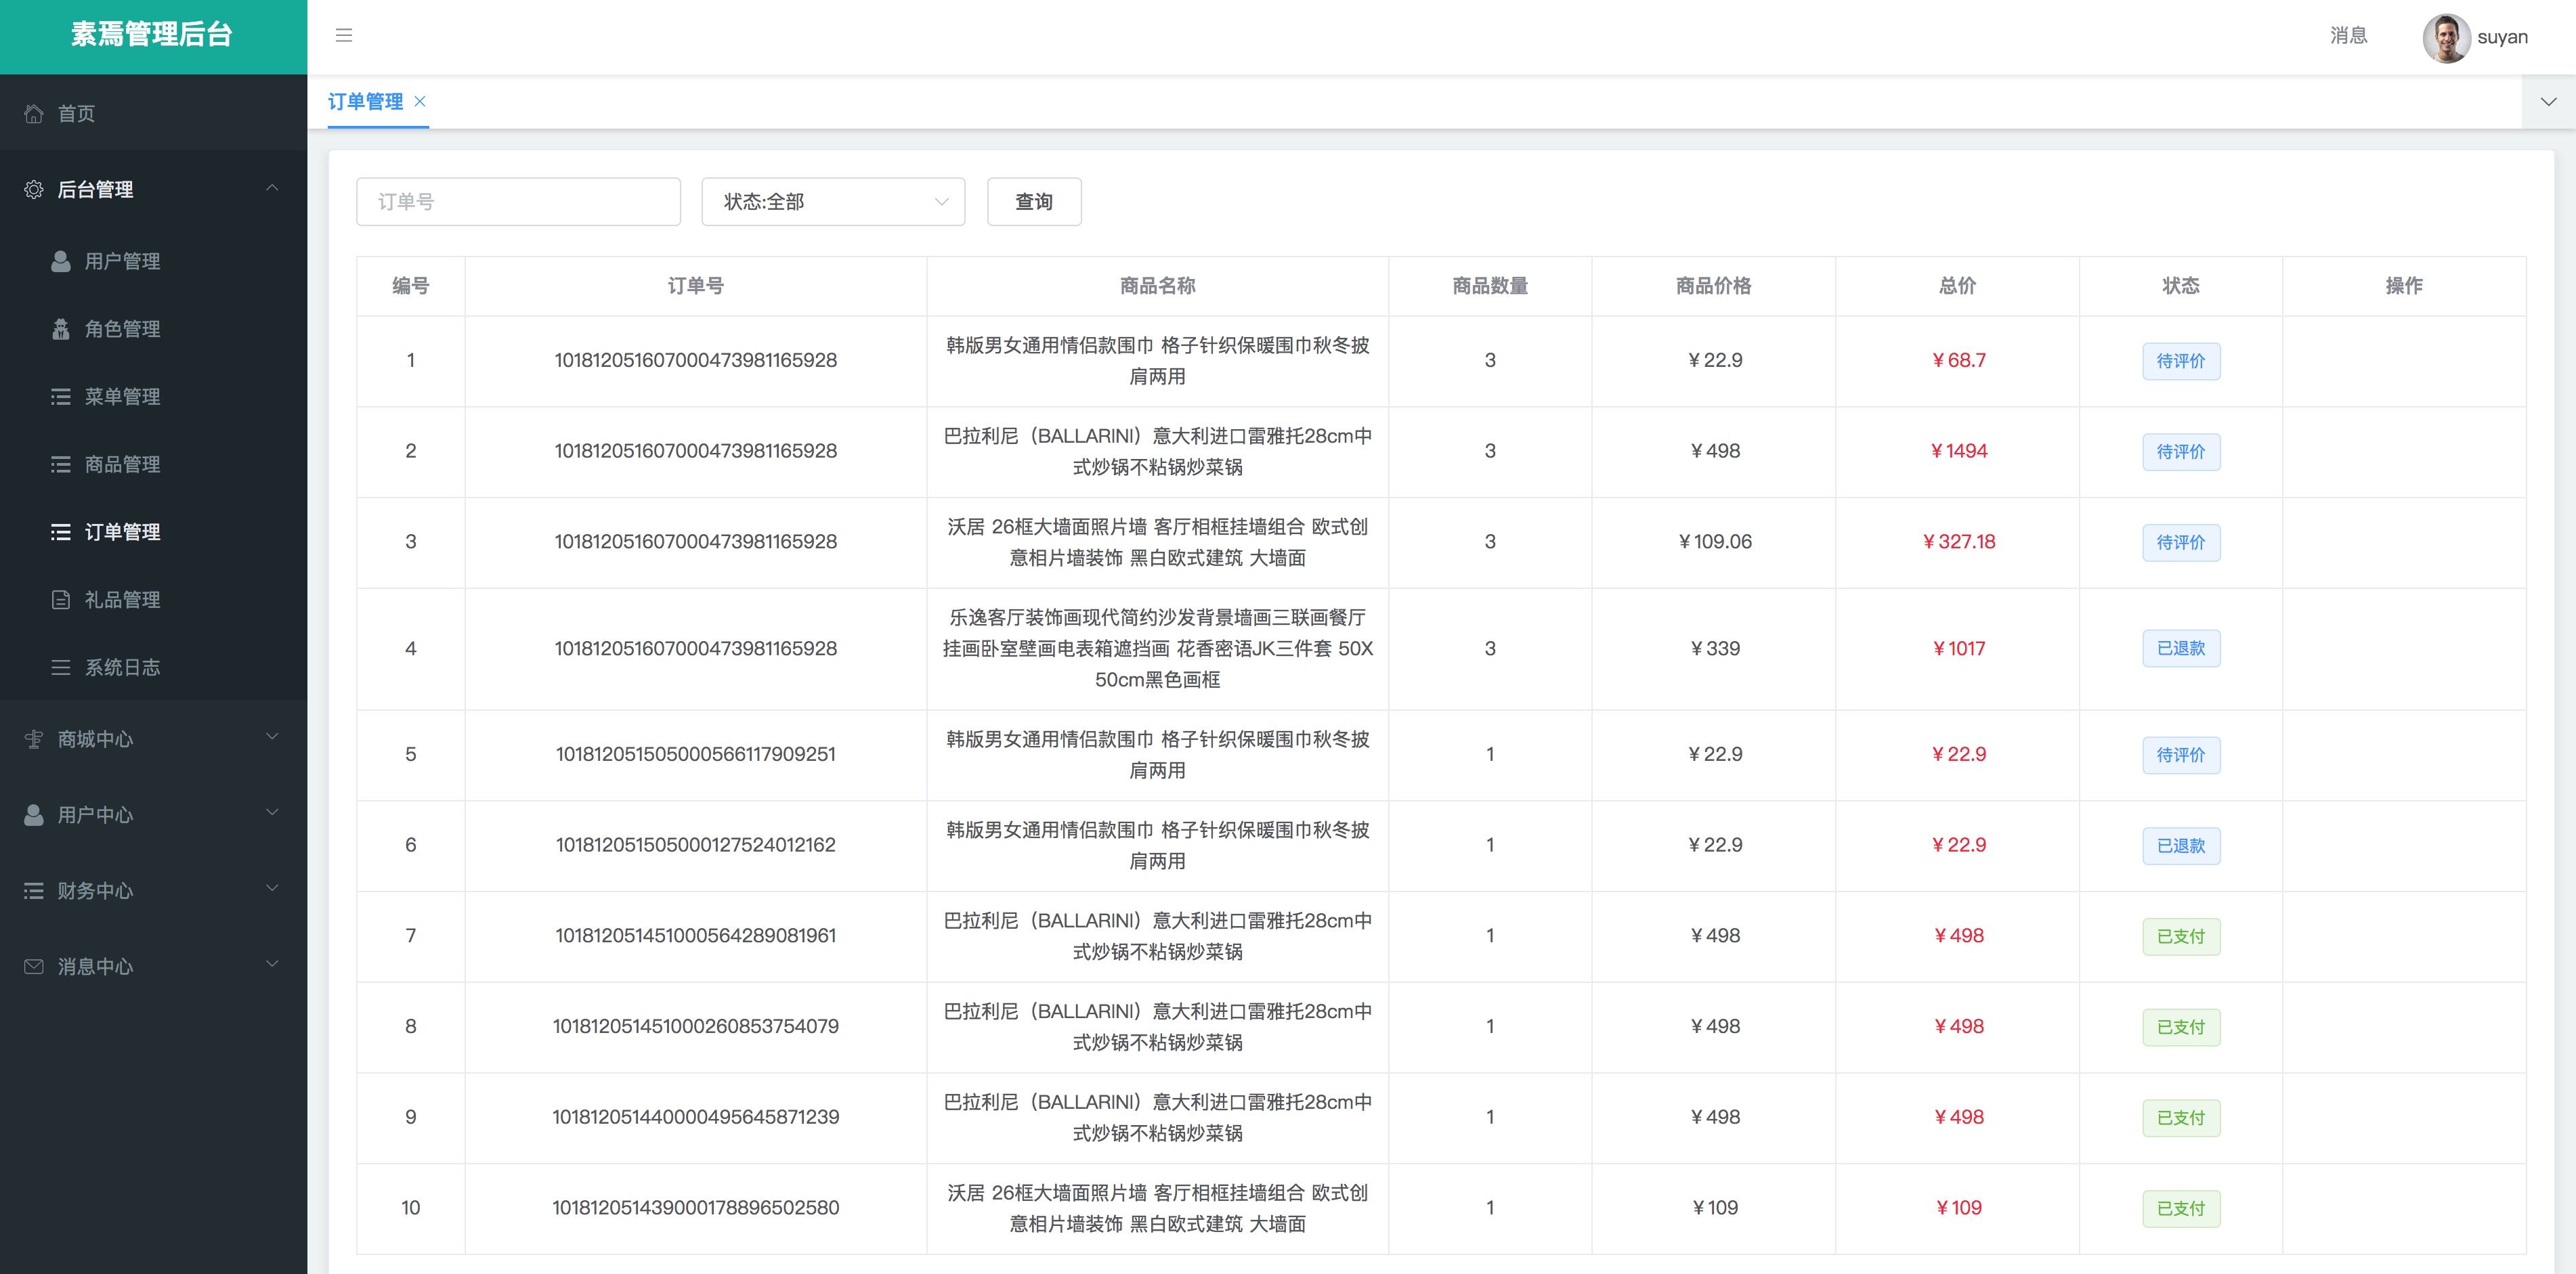 素焉管理后台
消息
suyan
首页
后台管理
用户管理
角色管理
菜单管理
商品管理
订单管理
礼品管理
系统日志
商城中心
用户中心
财务中心
消息中心
订单管理
订单号
状态:全部
查询
编号 订单号 商品名称 商品数量 商品价格 总价 状态 操作
1 101812051607000473981165928 韩版男女通用情侣款围巾 格子针织保暖围巾秋冬披
肩两用 3 ¥22.9 ¥68.7 待评价
2 101812051607000473981165928 巴拉利尼（BALLARINI）意大利进口雷雅托28cm中
式炒锅不粘锅炒菜锅 3 ¥498 ¥1494 待评价
3 101812051607000473981165928 沃居 26框大墙面照片墙 客厅相框挂墙组合 欧式创
意相片墙装饰 黑白欧式建筑 大墙面 3 ¥109.06 ¥327.18 待评价
4 101812051607000473981165928 乐逸客厅装饰画现代简约沙发背景墙画三联画餐厅
挂画卧室壁画电表箱遮挡画 花香密语JK三件套 50X
50cm黑色画框 3 ¥339 ¥1017 已退款
5 101812051505000566117909251 韩版男女通用情侣款围巾 格子针织保暖围巾秋冬披
肩两用 1 ¥22.9 ¥22.9 待评价
6 101812051505000127524012162 韩版男女通用情侣款围巾 格子针织保暖围巾秋冬披
肩两用 1 ¥22.9 ¥22.9 已退款
7 101812051451000564289081961 巴拉利尼（BALLARINI）意大利进口雷雅托28cm中
式炒锅不粘锅炒菜锅 1 ¥498 ¥498 已支付
8 101812051451000260853754079 巴拉利尼（BALLARINI）意大利进口雷雅托28cm中
式炒锅不粘锅炒菜锅 1 ¥498 ¥498 已支付
9 101812051440000495645871239 巴拉利尼（BALLARINI）意大利进口雷雅托28cm中
式炒锅不粘锅炒菜锅 1 ¥498 ¥498 已支付
10 101812051439000178896502580 沃居 26框大墙面照片墙 客厅相框挂墙组合 欧式创
意相片墙装饰 黑白欧式建筑 大墙面 1 ¥109 ¥109 已支付